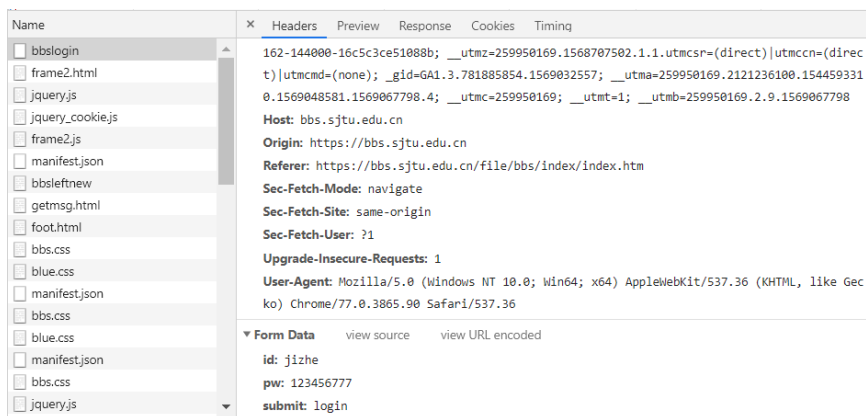 Name
× Headers Preview Response Cookies Timing
bbslogin
frame2.html
jquery.js
jquery_cookie.js
frame2.js
manifest.json
bbsleftnew
getmsg.html
foot.html
bbs.css
blue.css
manifest.json
bbs.css
blue.css
manifest.json
bbs.css
jquery.js
162-144000-16c5c3ce51088b; __utmz=259950169.1568707502.1.1.utmcsr=(direct)|utmccn=(direc
t)|utmcmd=(none); _gid=GA1.3.781885854.1569032557; __utma=259950169.2121236100.154459331
0.1569048581.1569067798.4; __utmc=259950169; __utmt=1; __utmb=259950169.2.9.1569067798
Host: bbs.sjtu.edu.cn
Origin: https://bbs.sjtu.edu.cn
Referer: https://bbs.sjtu.edu.cn/file/bbs/index/index.htm
Sec-Fetch-Mode: navigate
Sec-Fetch-Site: same-origin
Sec-Fetch-User: ?1
Upgrade-Insecure-Requests: 1
User-Agent: Mozilla/5.0 (Windows NT 10.0; Win64; x64) AppleWebKit/537.36 (KHTML, like Gec
ko) Chrome/77.0.3865.90 Safari/537.36
▼ Form Data view source view URL encoded
id: jizhe
pw: 123456777
submit: login